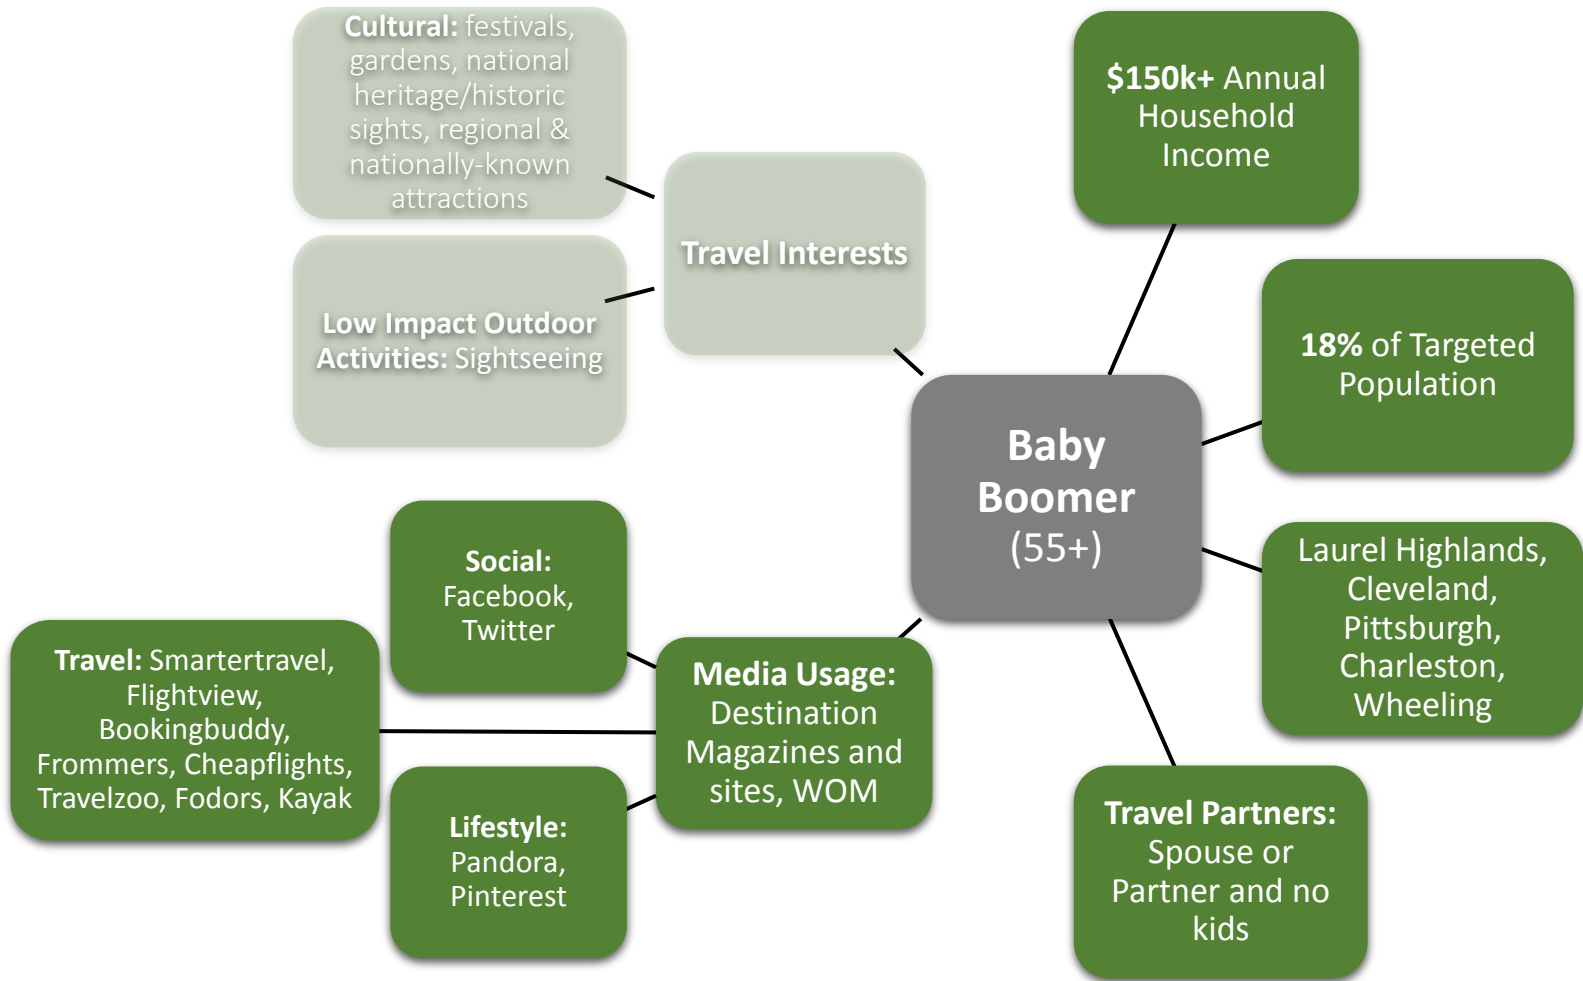 Cultural: festivals,
gardens, national
heritage/historic
sights, regional &
nationally-known
attractions
$150k+ Annual
Household
Income
Travel Interests
Low Impact Outdoor
Activities: Sightseeing
18% of Targeted
Population
Baby
Boomer
(55+)
Social:
Facebook,
Twitter
Laurel Highlands,
Cleveland,
Pittsburgh,
Charleston,
Wheeling
Travel: Smartertravel,
Flightview,
Bookingbuddy,
Frommers, Cheapflights,
Travelzoo, Fodors, Kayak
Media Usage:
Destination
Magazines and
sites, WOM
Lifestyle:
Pandora,
Pinterest
Travel Partners:
Spouse or
Partner and no
kids